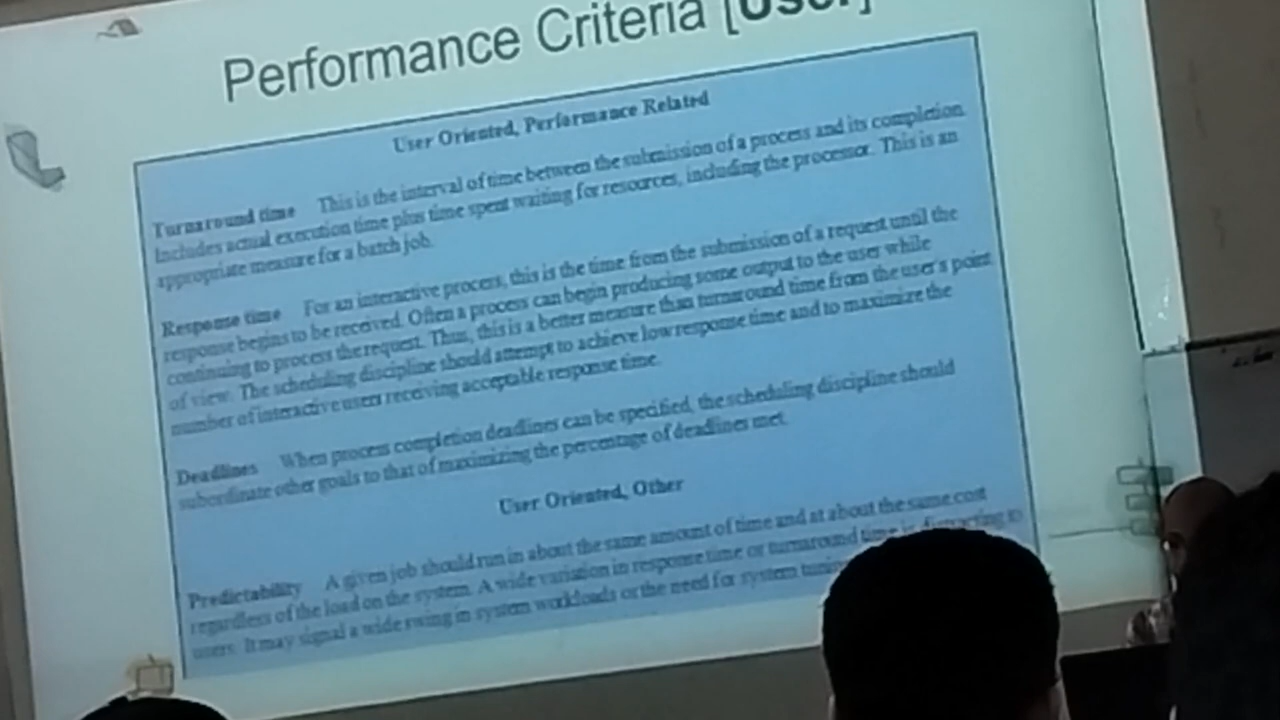 Performance Criteria [User]
User Oriented, Performance Related
Turnaround time This is the interval of time between the submission of a process and its completion.
Includes actual execution time plus time spent waiting for resources, including the processor. This is an
appropriate measure for a batch job.
Response time For an interactive process, this is the time from the submission of a request until the
response begins to be received. Often a process can begin producing some output to the user while
continuing to process the request. Thus, this is a better measure than turnaround time from the user's point
of view. The scheduling discipline should attempt to achieve low response time and to maximize the
number of interactive users receiving acceptable response time.
Deadlines When process completion deadlines can be specified, the scheduling discipline should
subordinate other goals to that of maximizing the percentage of deadlines met.
User Oriented, Other
Predictability A given job should run in about the same amount of time and at about the same cost
regardless of the load on the system. A wide variation in response time or turnaround time is distracting to
users. It may signal a wide swing in system workloads or the need for system